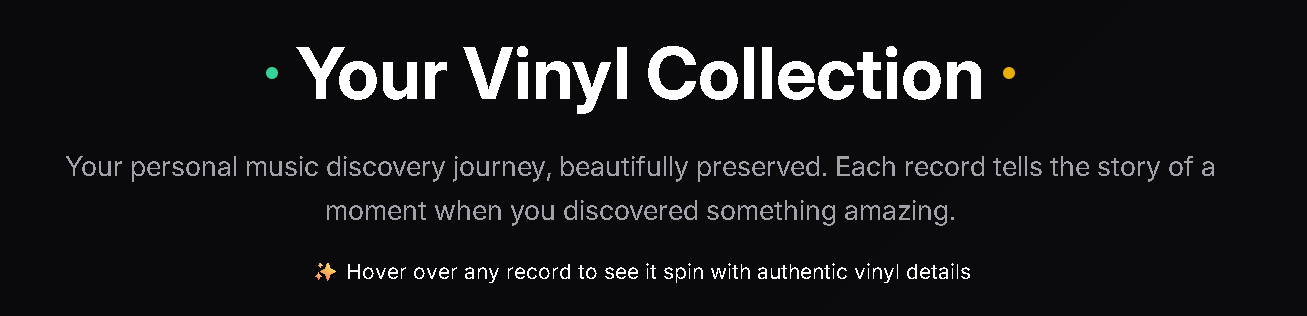 Your Vinyl Collection
Your personal music discovery journey, beautifully preserved. Each record tells the story of a
moment when you discovered something amazing.
✨ Hover over any record to see it spin with authentic vinyl details